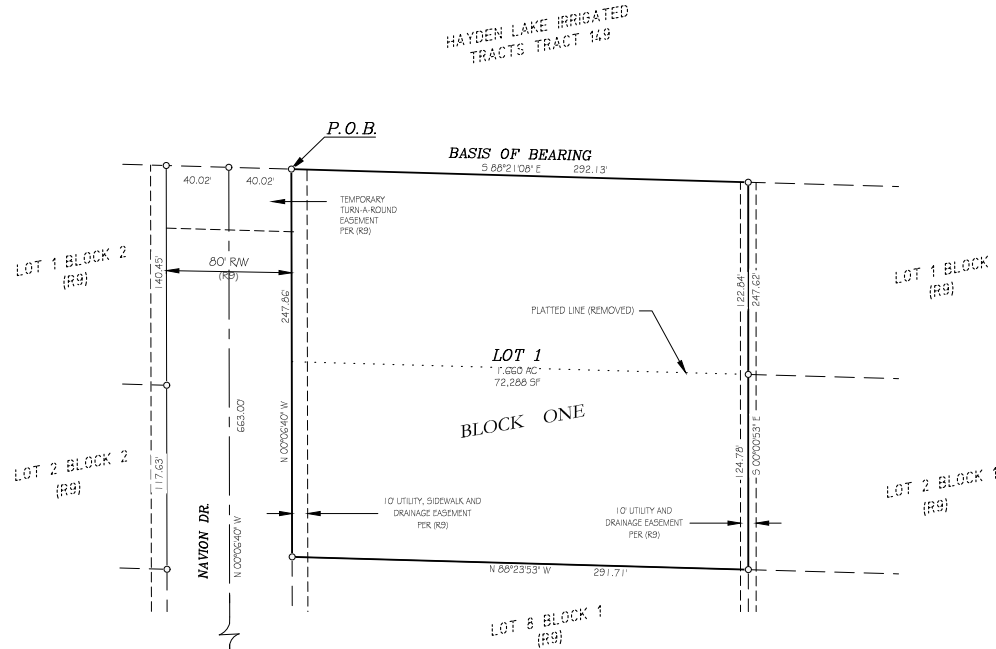 HAYDEN LAKE IRRIGATED
TRACTS TRACT 149
P.O.B.
BASIS OF BEARING
S 88°21'08" E 292.13'
40.02'
40.02'
TEMPORARY
TURN-A-ROUND
EASEMENT
PER (R9)
LOT 1 BLOCK 2
(R9)
140.45'
80' R/W
(R9)
247.86'
122.84'
247.62'
LOT 1 BLOCK
(R9)
PLATTED LINE (REMOVED)
LOT 1
1.660 AC
72,288 SF
BLOCK ONE
663.00'
N 00°06'40" W
124.78'
S 00°00'53" E
LOT 2 BLOCK 2
(R9)
117.63'
LOT 2 BLOCK 1
(R9)
NAVION DR.
N 00°06'40" W
10' UTILITY, SIDEWALK AND
DRAINAGE EASEMENT
PER (R9)
10' UTILITY AND
DRAINAGE EASEMENT
PER (R9)
N 88°23'53" W 291.71'
LOT 8 BLOCK 1
(R9)